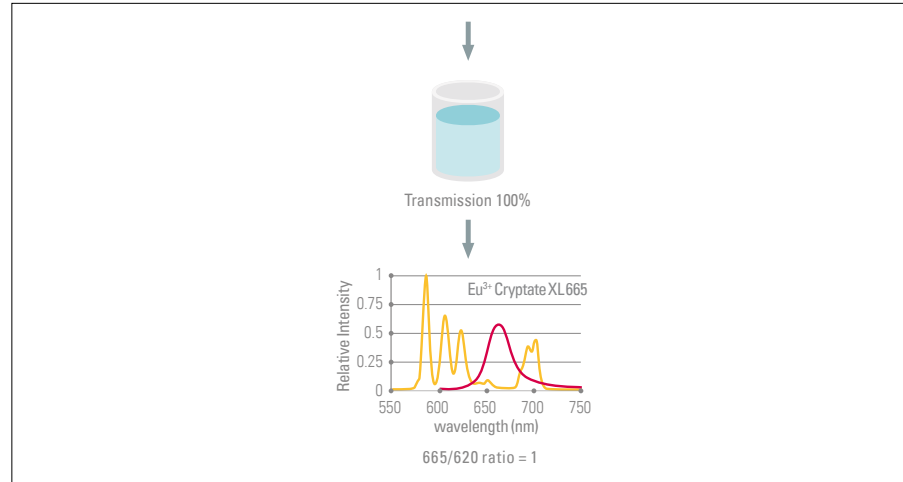 Transmission 100%
Relative Intensity
1
0.75
0.5
0.25
0
Eu³⁺ Cryptate XL665
550 600 650 700 750
wavelength (nm)
665/620 ratio = 1